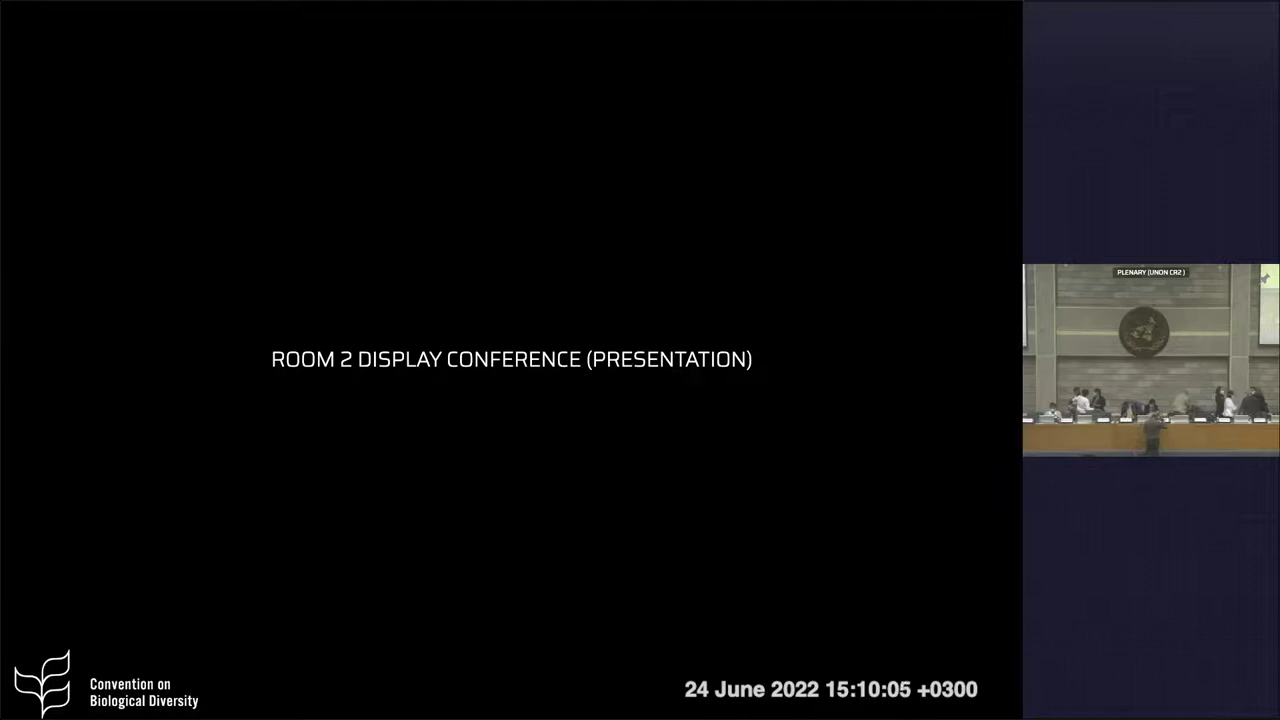 PLENARY (UNON CR2 )
ROOM 2 DISPLAY CONFERENCE (PRESENTATION)
Convention on
Biological Diversity
24 June 2022 15:10:05 +0300